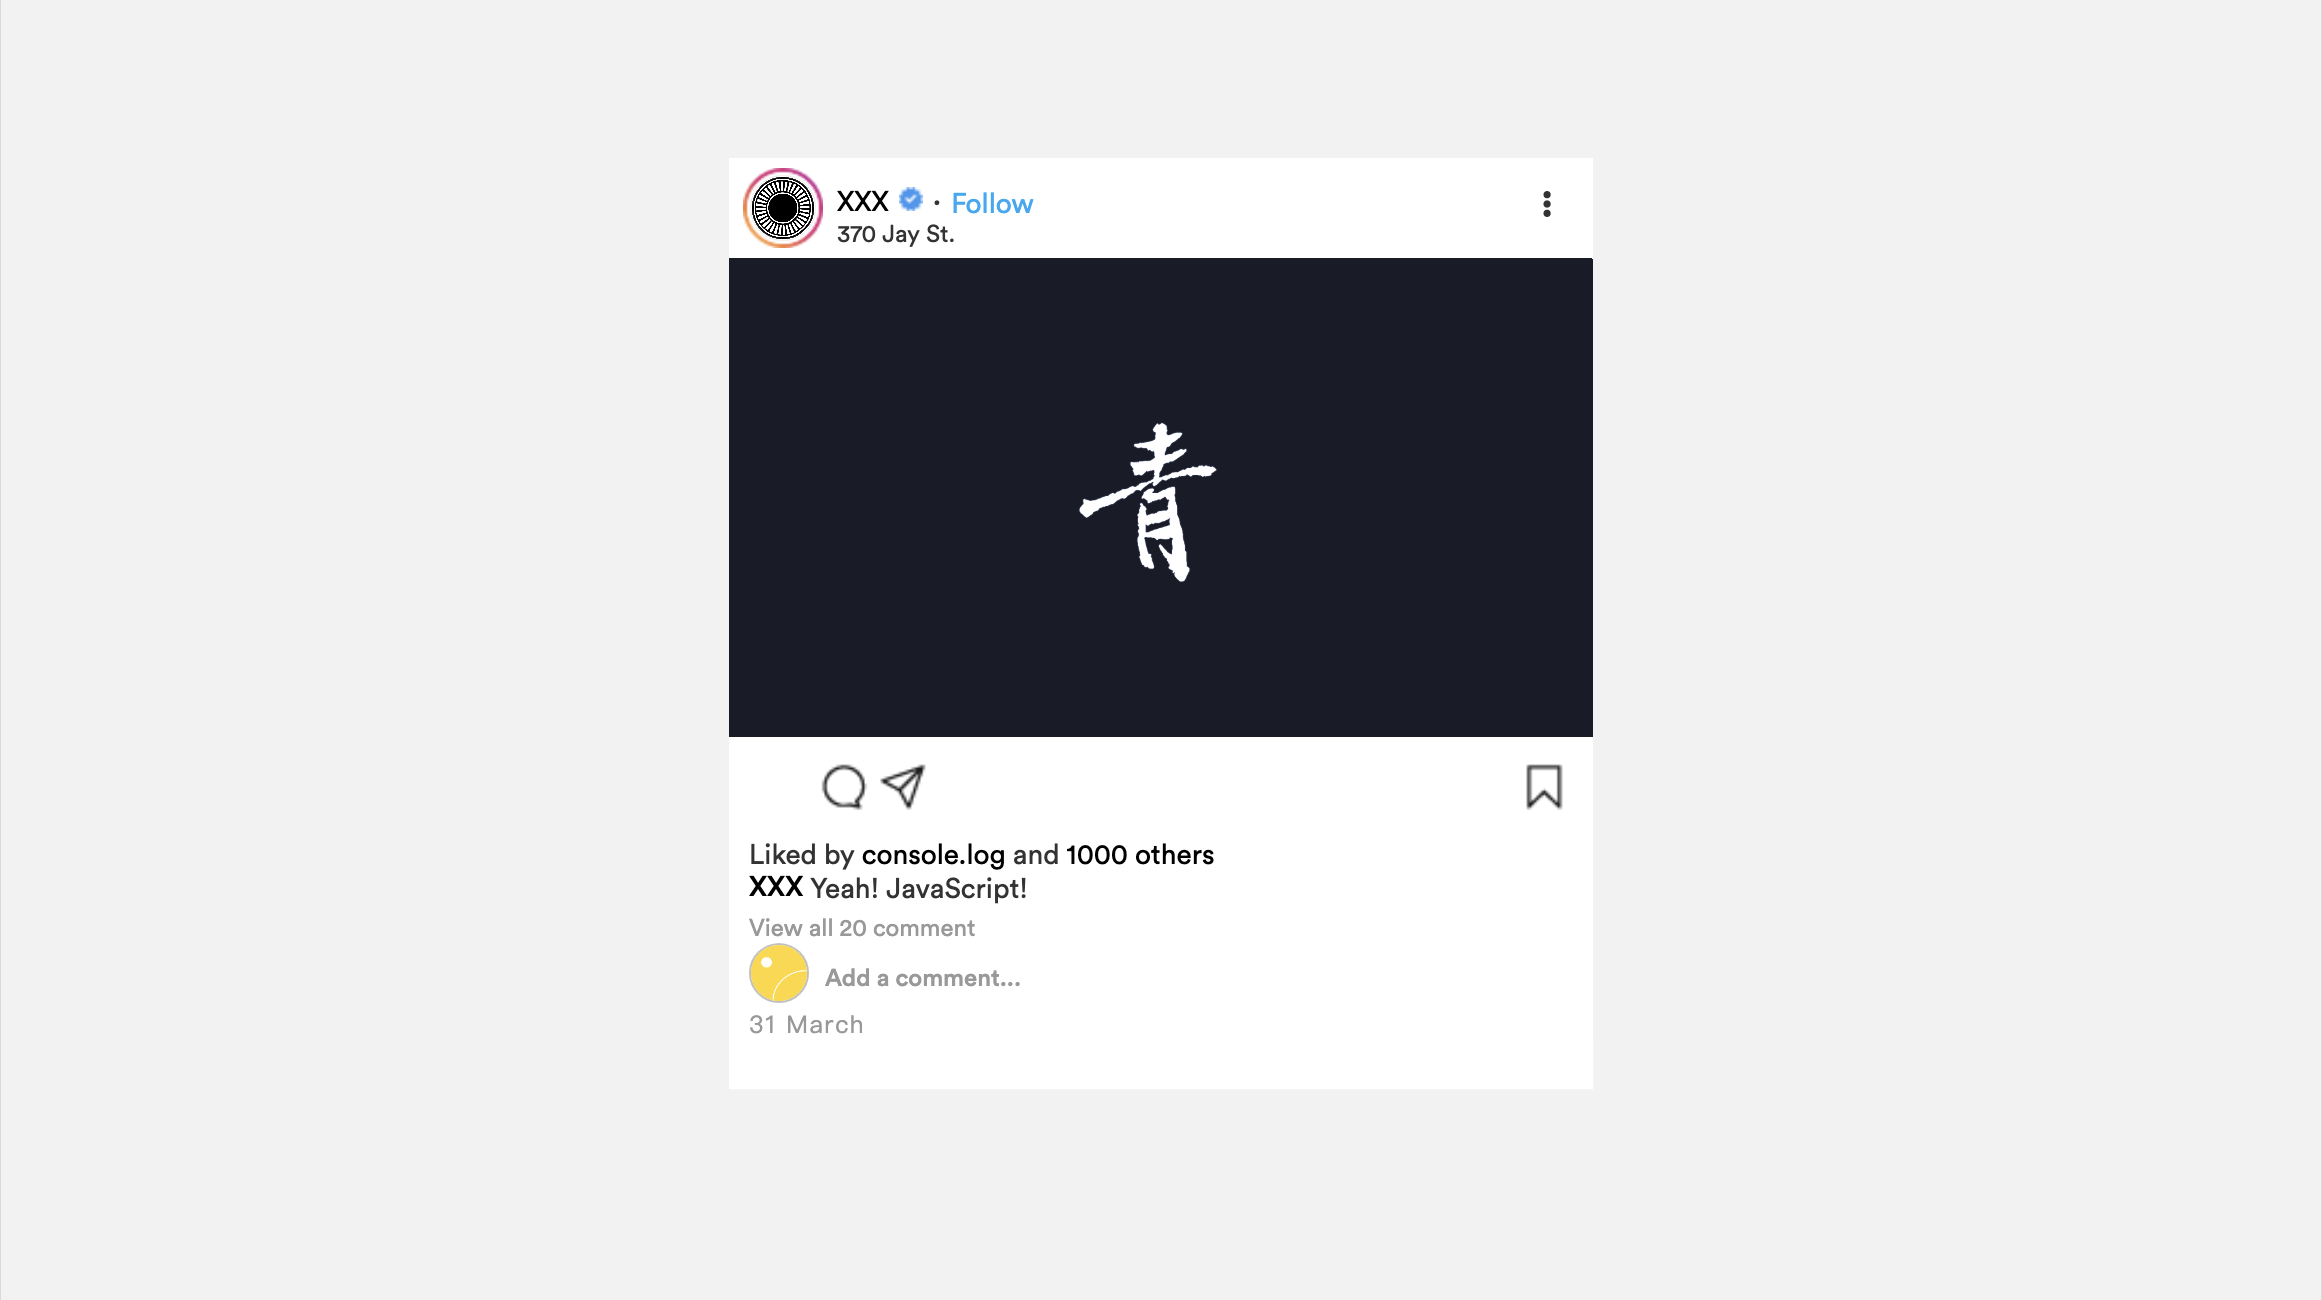 XXX · Follow
370 Jay St.
青
Liked by console.log and 1000 others
XXX Yeah! JavaScript!
View all 20 comment
Add a comment...
31 March